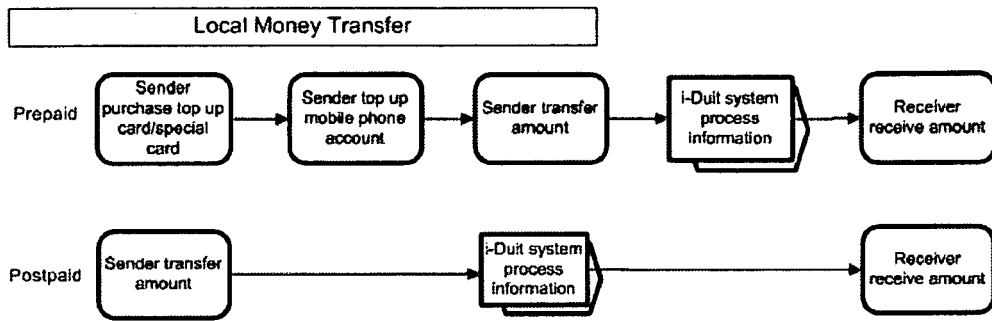 Local Money Transfer
Prepaid
Sender
purchase top up
card/special
card
Sender top up
mobile phone
account
Sender transfer
amount
i-Duit system
process
information
Receiver
receive amount
Postpaid
Sender transfer
amount
i-Duit system
process
information
Receiver
receive amount